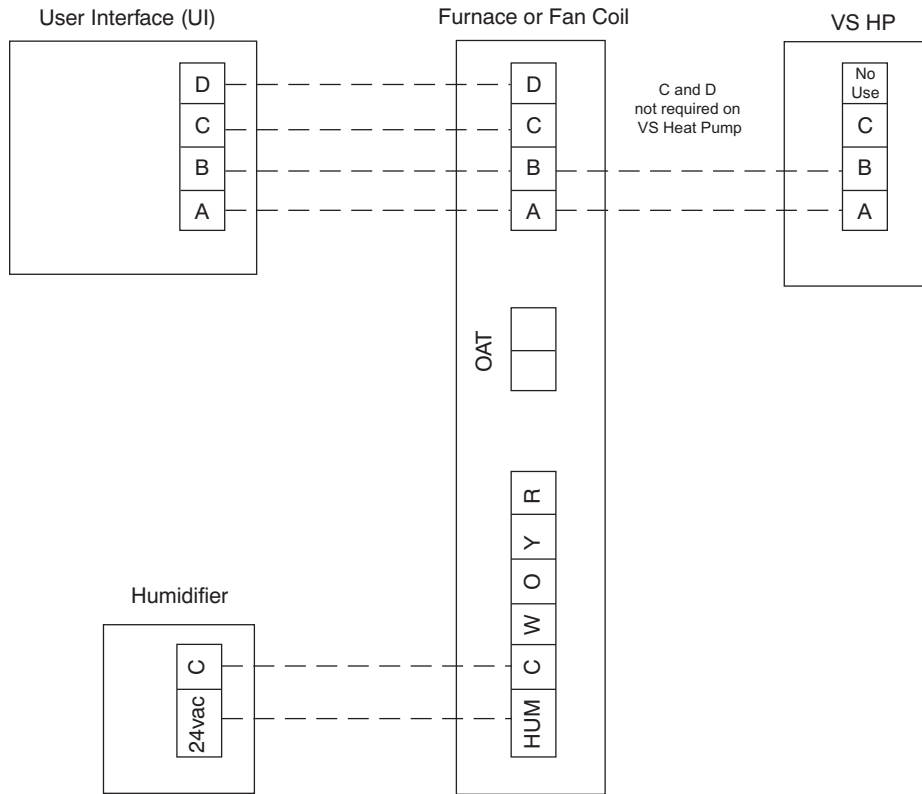 User Interface (UI)
D
C
B
A
Furnace or Fan Coil
D
C
B
A
C and D
not required on
VS Heat Pump
VS HP
No
Use
C
B
A
OAT
R
Y
O
W
C
HUM
Humidifier
C
24vac